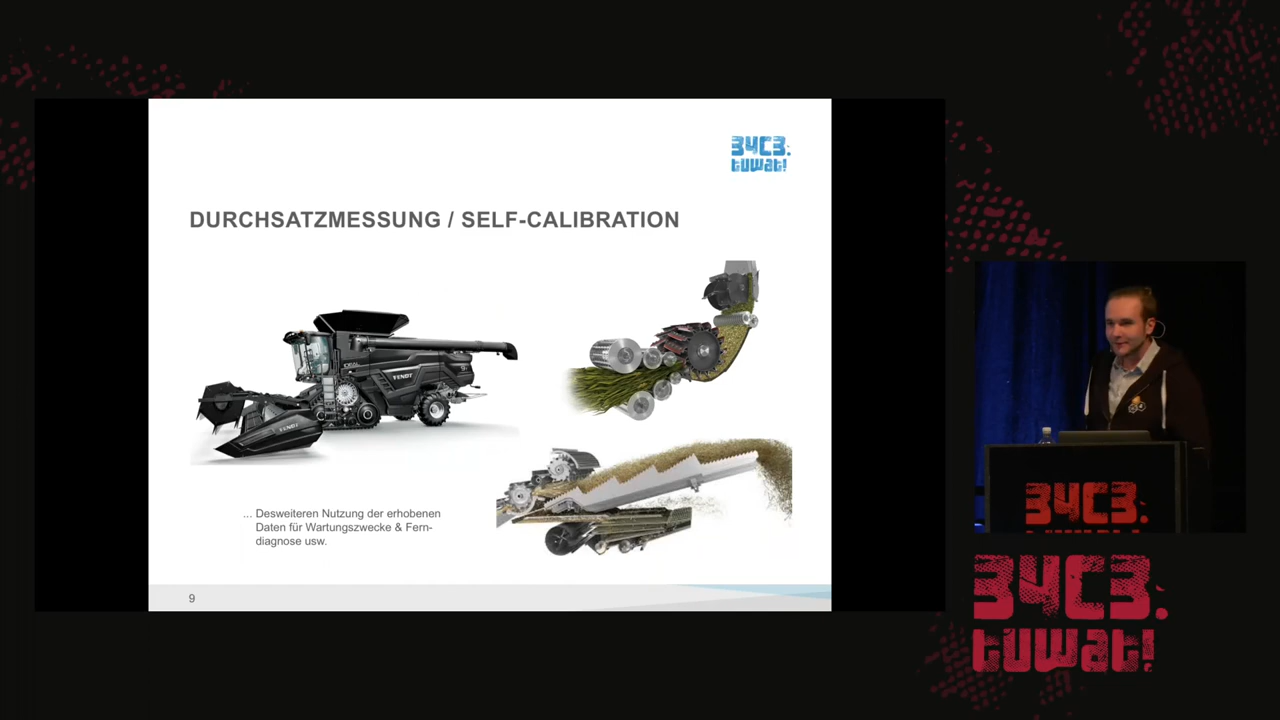 34C3.
tuwat!
DURCHSATZMESSUNG / SELF-CALIBRATION
FENDT
FENDT
... Desweiteren Nutzung der erhobenen
Daten für Wartungszwecke & Fern-
diagnose usw.
9
34C3.
34C3.
tuwat!